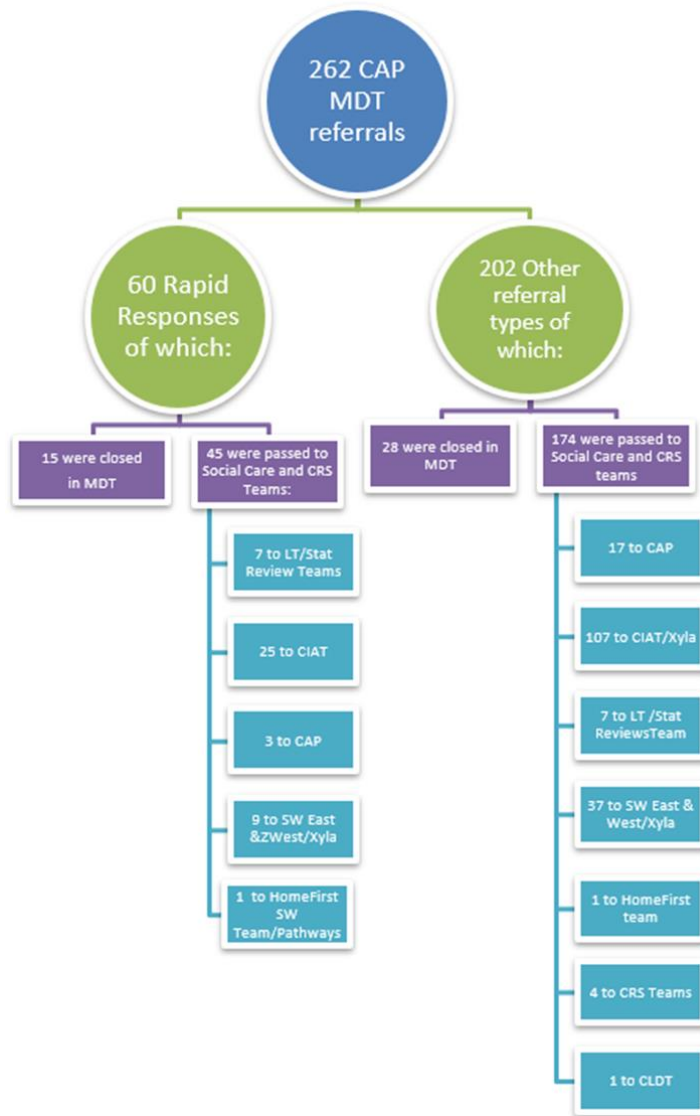 262 CAP
MDT
referrals
60 Rapid
Responses
of which:
202 Other
referral
types of
which:
15 were closed
in MDT
45 were passed to
Social Care and CRS
Teams:
28 were closed in
MDT
174 were passed to
Social Care and CRS
teams
7 to LT/Stat
Review Teams
25 to CIAT
3 to CAP
9 to SW East
&ZWest/Xyla
1 to HomeFirst
SW
Team/Pathways
17 to CAP
107 to CIAT/Xyla
7 to LT /Stat
ReviewsTeam
37 to SW East &
West/Xyla
1 to HomeFirst
team
4 to CRS Teams
1 to CLDT